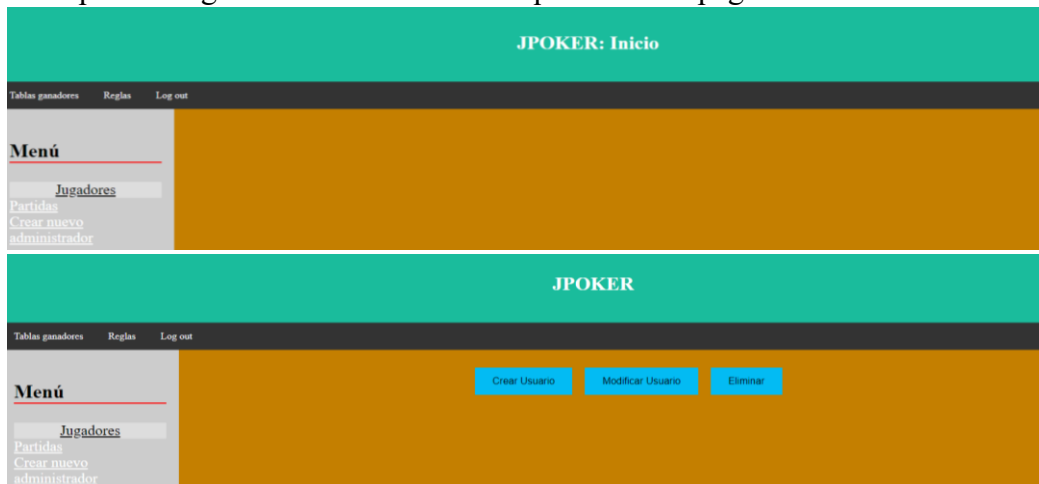 JPOKER: Inicio
Tablas ganadores Reglas Log out
Menú
Jugadores
Partidas
Crear nuevo
administrador
JPOKER
Tablas ganadores Reglas Log out
Crear Usuario Modificar Usuario Eliminar
Menú
Jugadores
Partidas
Crear nuevo
administrador